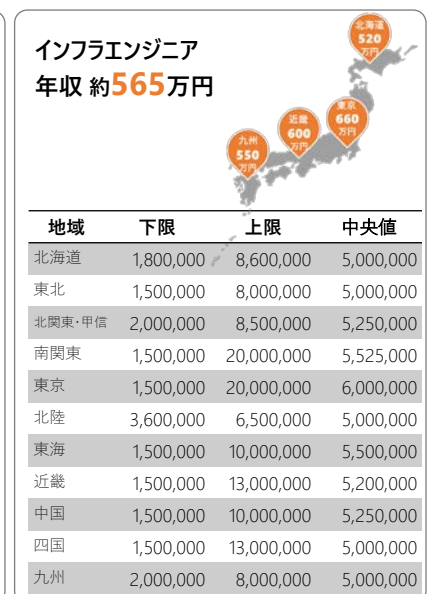 インフラエンジニア
年収 約565万円
北海道
520
万円
東京
660
万円
近畿
600
万円
九州
550
万円
地域 下限 上限 中央値
北海道 1,800,000 8,600,000 5,000,000
東北 1,500,000 8,000,000 5,000,000
北関東・甲信 2,000,000 8,500,000 5,250,000
南関東 1,500,000 20,000,000 5,525,000
東京 1,500,000 20,000,000 6,000,000
北陸 3,600,000 6,500,000 5,000,000
東海 1,500,000 10,000,000 5,500,000
近畿 1,500,000 13,000,000 5,200,000
中国 1,500,000 10,000,000 5,250,000
四国 1,500,000 13,000,000 5,000,000
九州 2,000,000 8,000,000 5,000,000